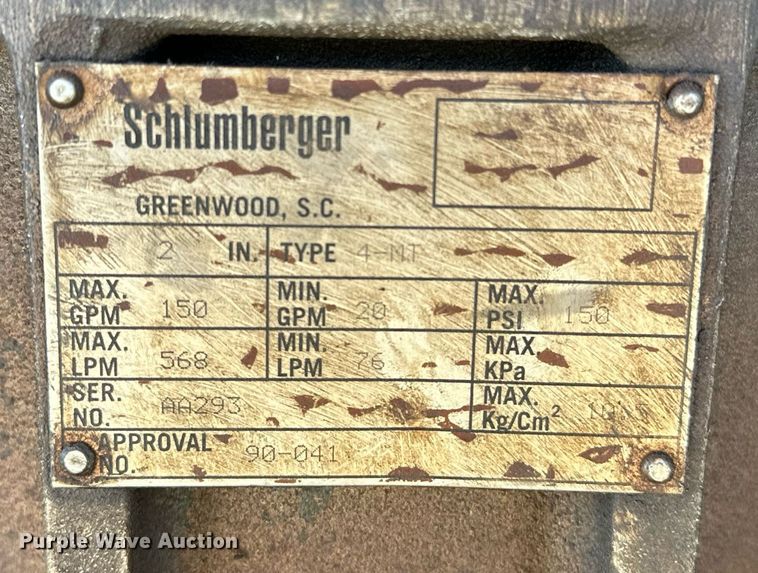 Schlumberger
GREENWOOD, S.C.
2 IN. TYPE 4-MT
MAX. GPM 150 MIN. GPM 20 MAX. PSI 150
MAX. LPM 568 MIN. LPM 76 MAX. KPa
SER. NO. AA293 MAX. Kg/Cm²
APPROVAL NO. 90-041
Purple Wave Auction